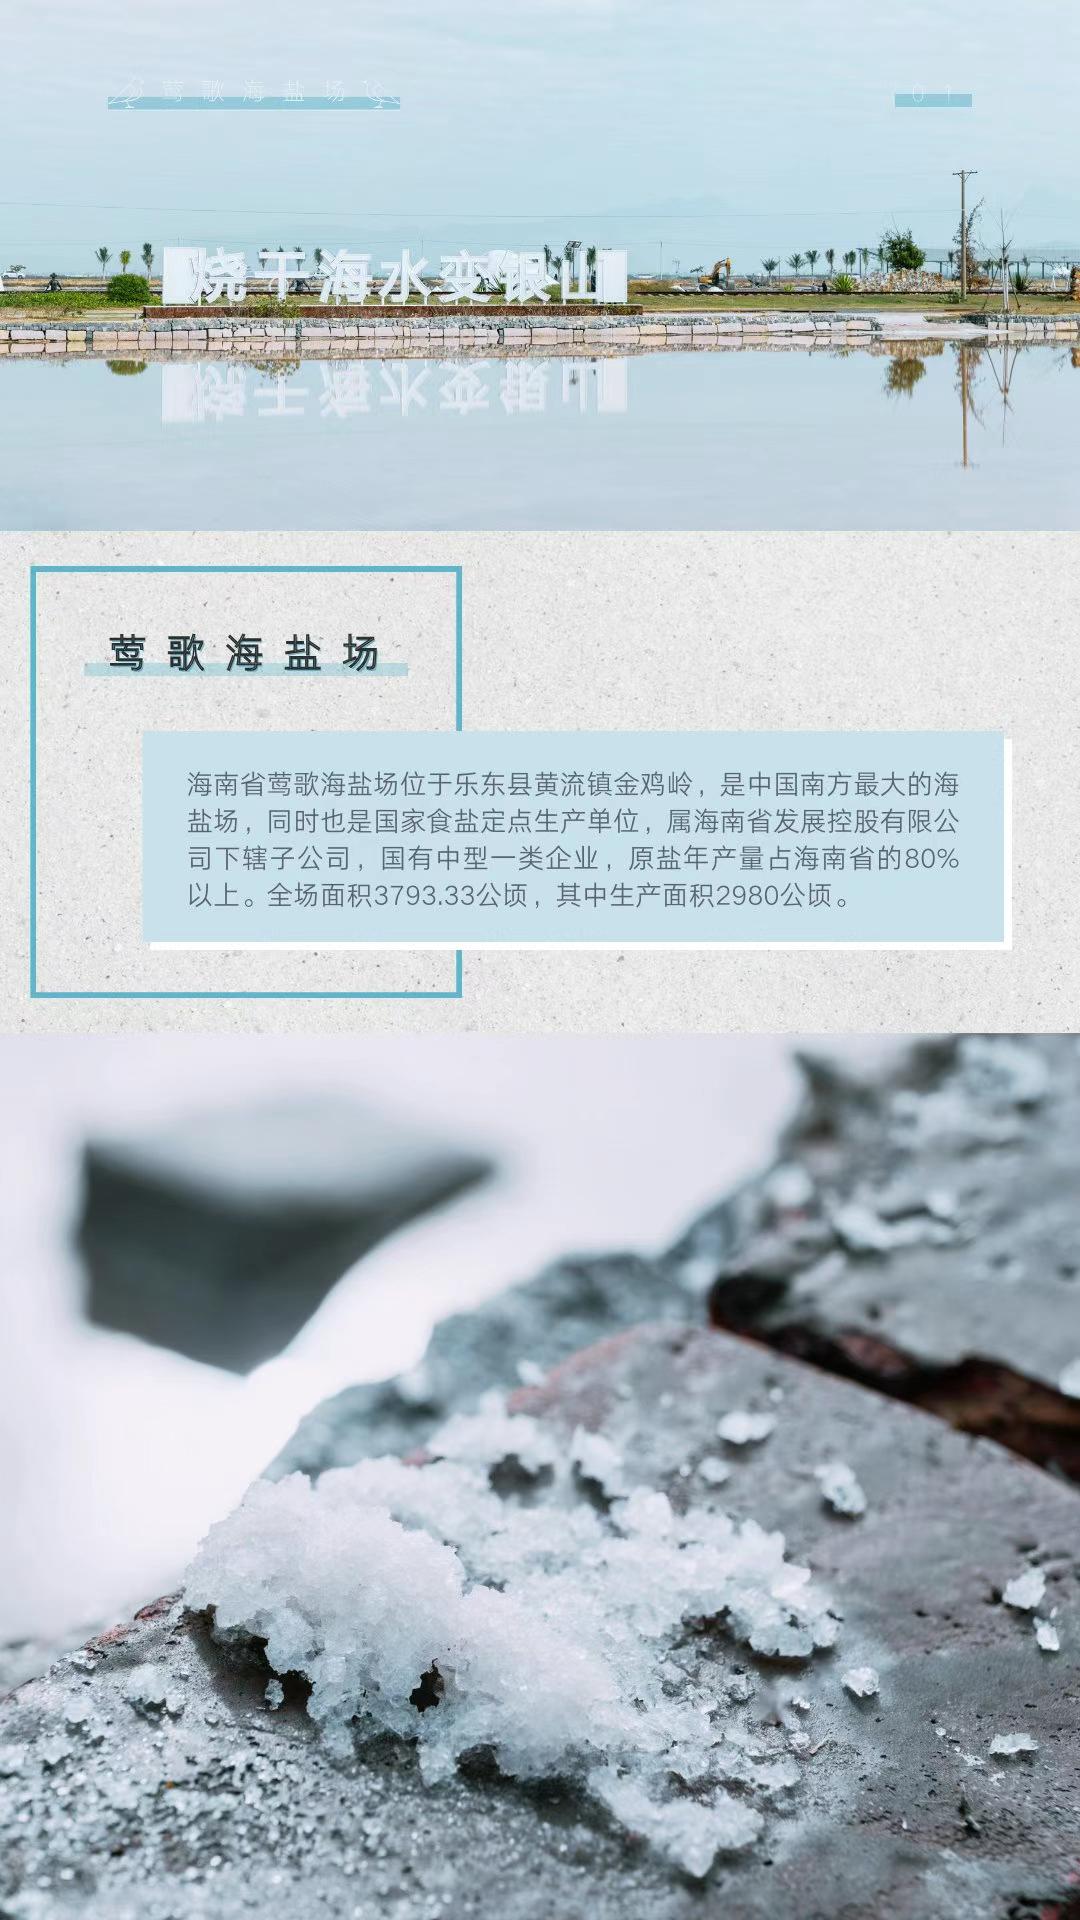 莺歌海盐场
01
烧干海水变银山
莺歌海盐场
海南省莺歌海盐场位于乐东县黄流镇金鸡岭，是中国南方最大的海
盐场，同时也是国家食盐定点生产单位，属海南省发展控股有限公
司下辖子公司，国有中型一类企业，原盐年产量占海南省的80%
以上。全场面积3793.33公顷，其中生产面积2980公顷。